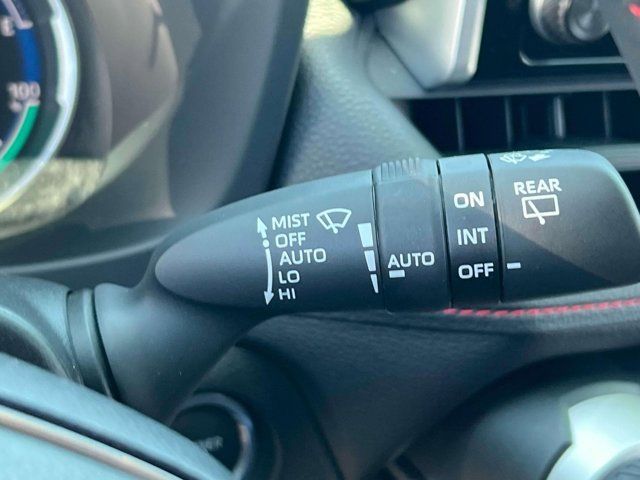 MIST
OFF
AUTO
LO
HI
AUTO
ON
INT
OFF
REAR
100
E